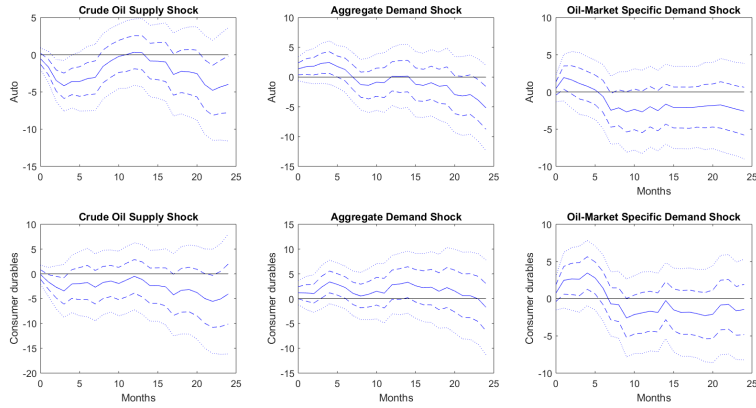 Crude Oil Supply Shock
5
0
-5
-10
-15
Auto
0 5 10 15 20 25
Aggregate Demand Shock
10
5
0
-5
-10
-15
Auto
0 5 10 15 20 25
Oil-Market Specific Demand Shock
10
5
0
-5
-10
Auto
0 5 10 15 20 25
Months
Crude Oil Supply Shock
10
5
0
-5
-10
-15
-20
Consumer durables
0 5 10 15 20 25
Months
Aggregate Demand Shock
15
10
5
0
-5
-10
-15
Consumer durables
0 5 10 15 20 25
Months
Oil-Market Specific Demand Shock
10
5
0
-5
-10
Consumer durables
0 5 10 15 20 25
Months